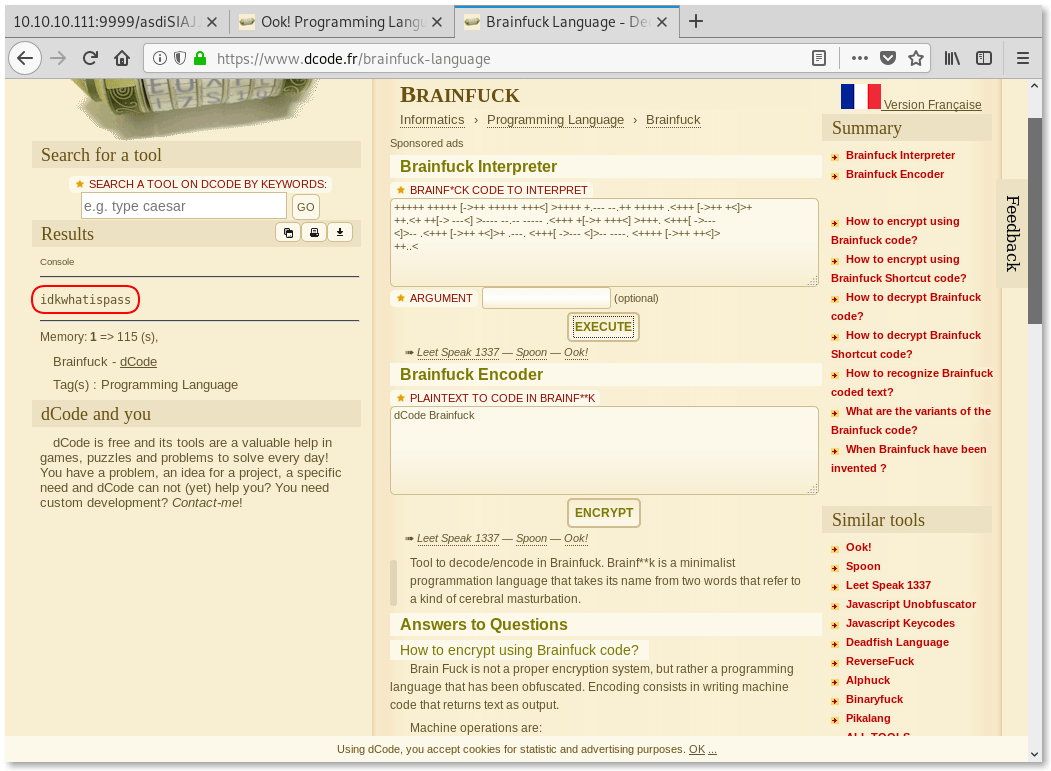 10.10.10.111:9999/asdiSIAJ
Ook! Programming Langu
Brainfuck Language - De
https://www.dcode.fr/brainfuck-language
Search for a tool
SEARCH A TOOL ON DCODE BY KEYWORDS:
e.g. type caesar
GO
Results
Console
idkwhatispass
Memory: 1 => 115 (s),
Brainfuck - dCode
Tag(s) : Programming Language
dCode and you
dCode is free and its tools are a valuable help in
games, puzzles and problems to solve every day!
You have a problem, an idea for a project, a specific
need and dCode can not (yet) help you? You need
custom development? Contact-me!
BRAINFUCK
Informatics › Programming Language › Brainfuck
Sponsored ads
Brainfuck Interpreter
BRAINF*CK CODE TO INTERPRET
+++++ +++++ [->++ +++++ +++<] >++++ +.--- --.++ +++++ .<+++ [->++ +<]>+
++.<+ ++[-> ---<] >---- --.-- ----- .<+++ +[->+ +++<] >+++. <+++[ ->---
<]>-- .<+++ [->++ +<]>+ .---. <+++[ ->--- <]>-- ----. <++++ [->++ ++<]>
++..<
ARGUMENT
(optional)
EXECUTE
➠ Leet Speak 1337 — Spoon — Ook!
Brainfuck Encoder
PLAINTEXT TO CODE IN BRAINF**K
dCode Brainfuck
ENCRYPT
➠ Leet Speak 1337 — Spoon — Ook!
Tool to decode/encode in Brainfuck. Brainf**k is a minimalist
programmation language that takes its name from two words that refer to
a kind of cerebral masturbation.
Answers to Questions
How to encrypt using Brainfuck code?
Brain Fuck is not a proper encryption system, but rather a programming
language that has been obfuscated. Encoding consists in writing machine
code that returns text as output.
Machine operations are:
Version Française
Summary
Brainfuck Interpreter
Brainfuck Encoder
How to encrypt using
Brainfuck code?
How to encrypt using
Brainfuck Shortcut code?
How to decrypt Brainfuck
code?
How to decrypt Brainfuck
Shortcut code?
How to recognize Brainfuck
coded text?
What are the variants of the
Brainfuck code?
When Brainfuck have been
invented ?
Similar tools
Ook!
Spoon
Leet Speak 1337
Javascript Unobfuscator
Javascript Keycodes
Deadfish Language
ReverseFuck
Alphuck
Binaryfuck
Pikalang
ALL TOOLS
Feedback
Using dCode, you accept cookies for statistic and advertising purposes. OK ...